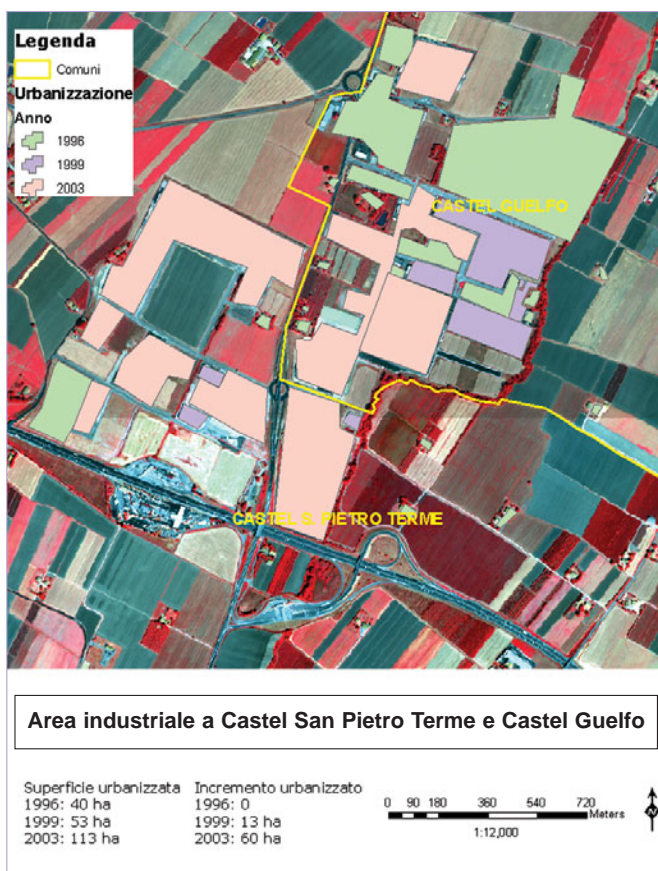 Legenda
Comuni
Urbanizzazione
Anno
1996
1999
2003
CASTEL GUELFO
CASTEL S. PIETRO TERME
Area industriale a Castel San Pietro Terme e Castel Guelfo
Superficie urbanizzata Incremento urbanizzato
1996: 40 ha 1996: 0
1999: 53 ha 1999: 13 ha
2003: 113 ha 2003: 60 ha
0 90 180 360 540 720
Meters
1:12,000